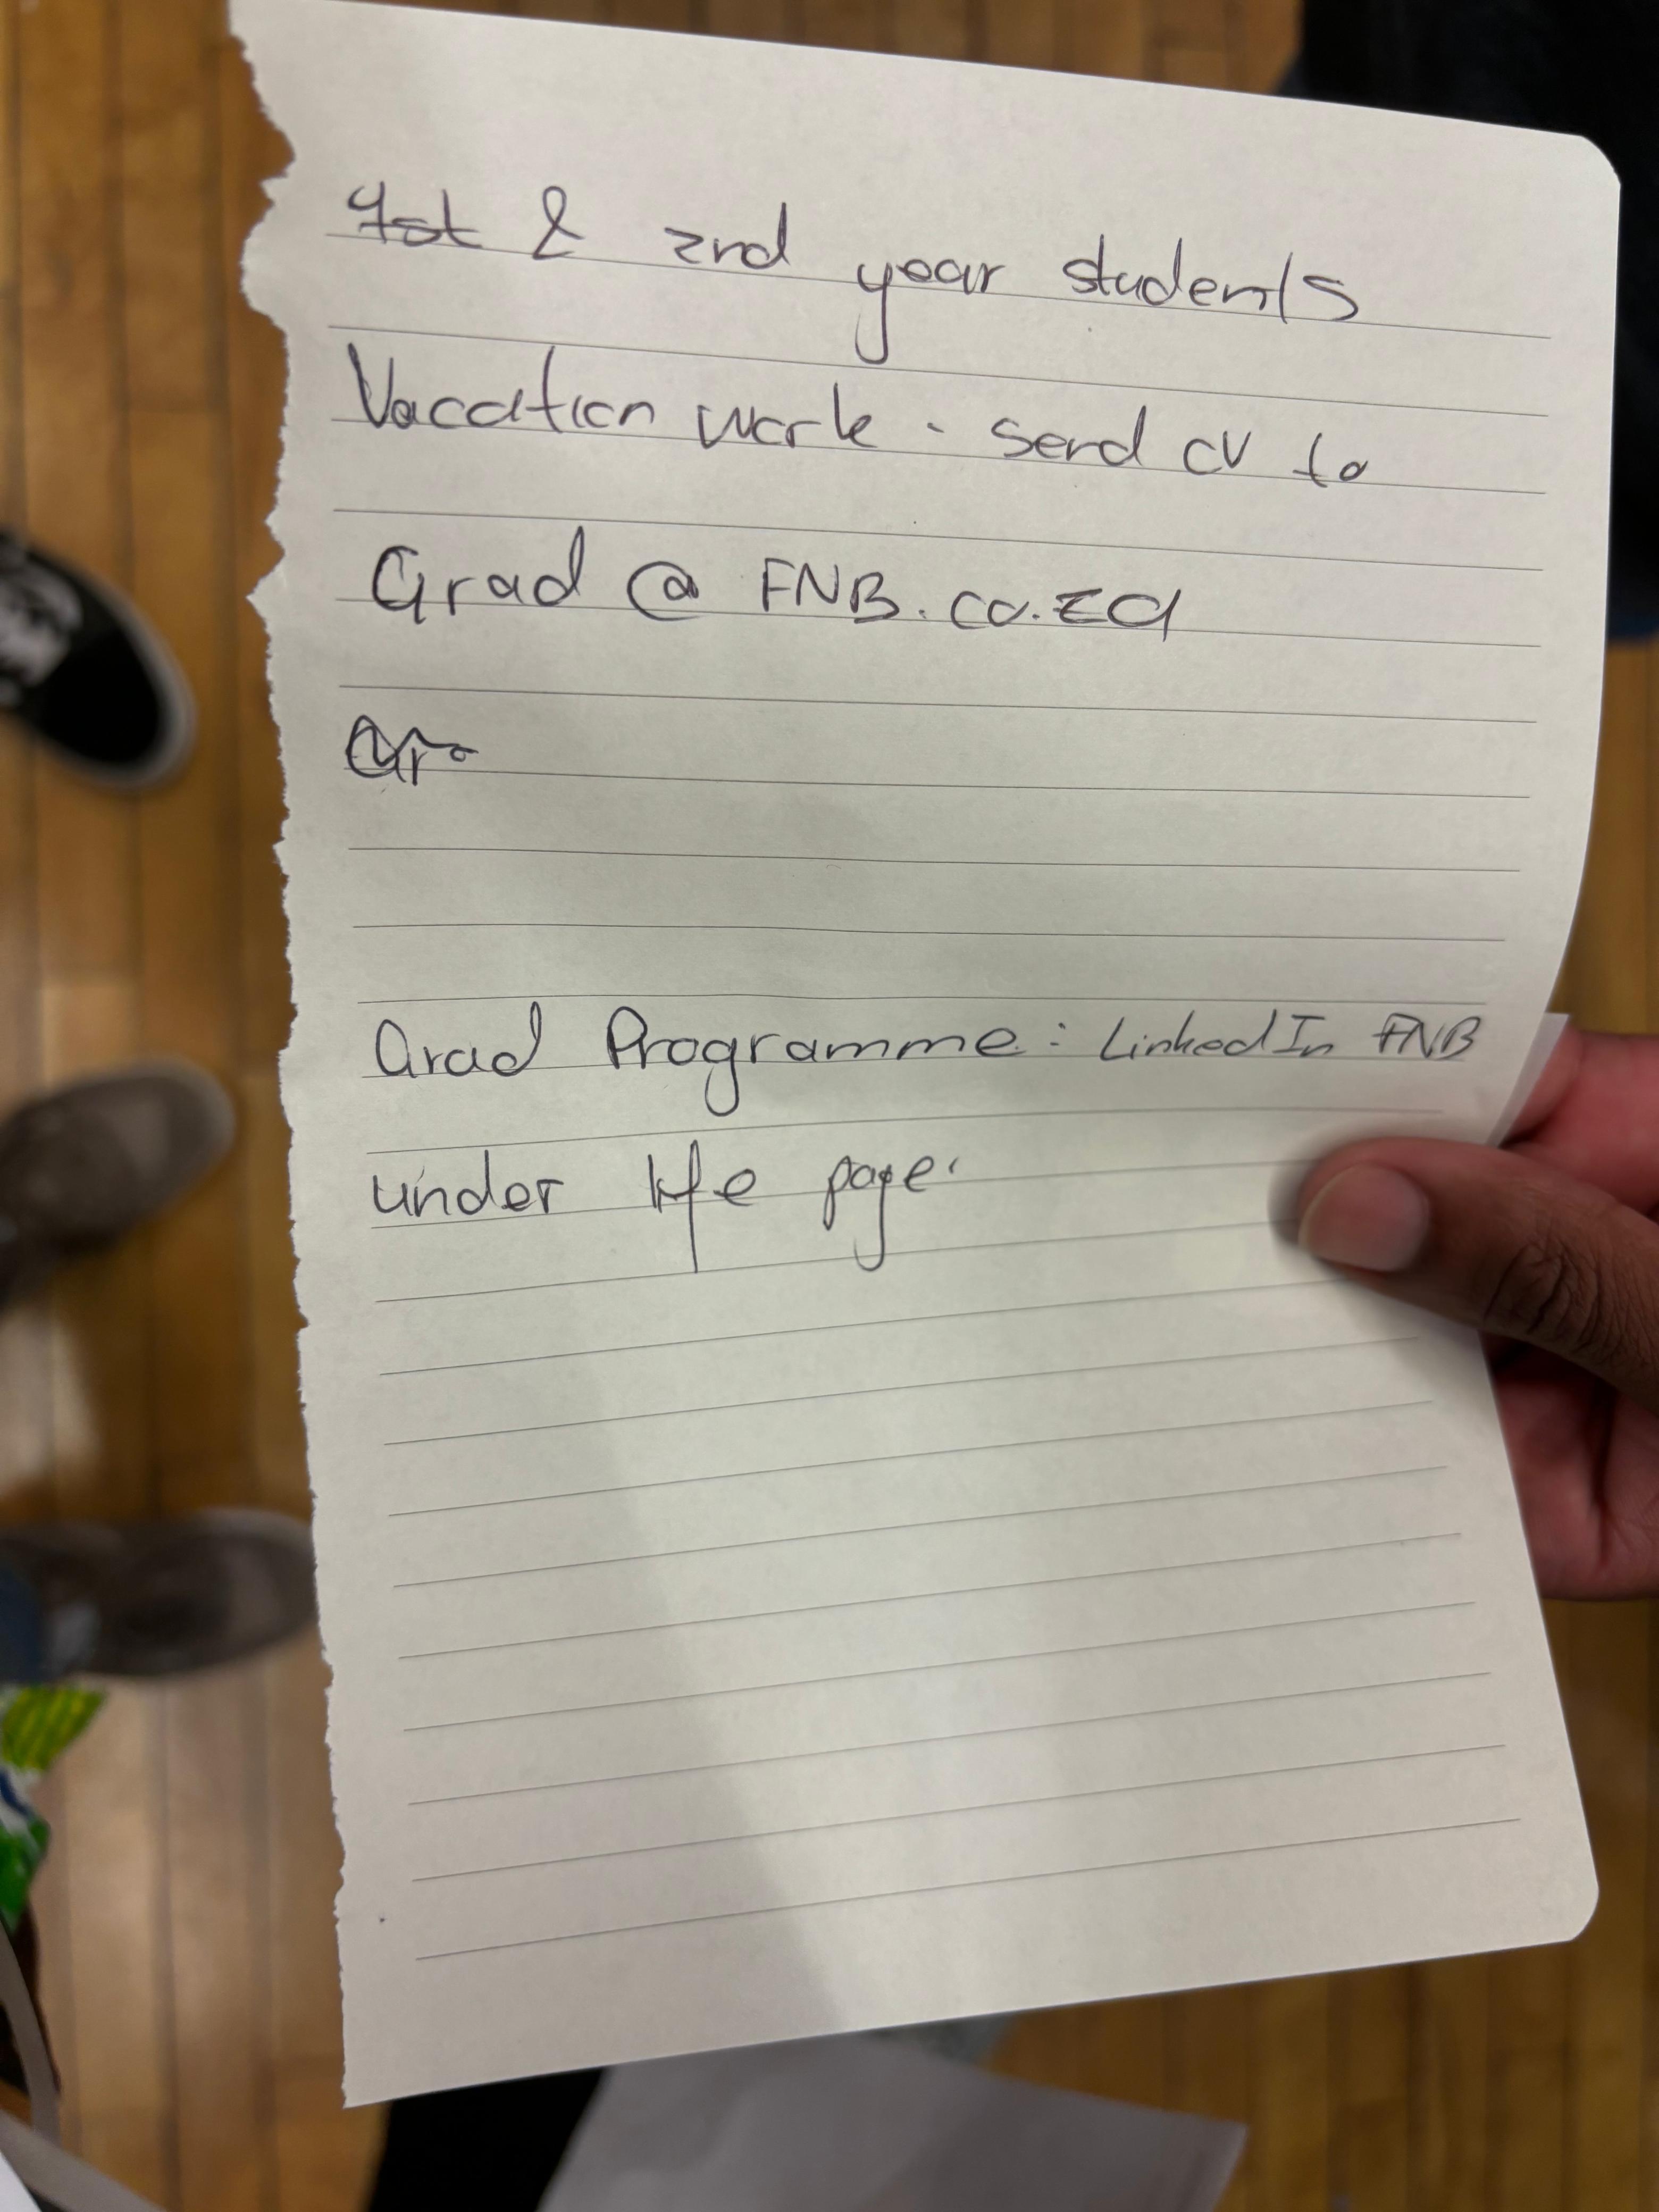 1st & 2nd year students
Vacation work - send CV to
Grad @ FNB.co.za
Gra
Grad Programme: LinkedIn FNB
under life page.